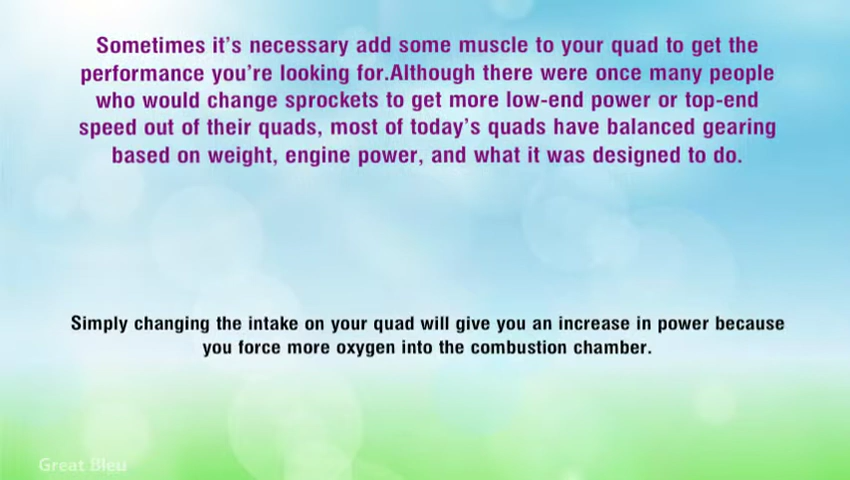 Sometimes it's necessary add some muscle to your quad to get the
performance you're looking for.Although there were once many people
who would change sprockets to get more low-end power or top-end
speed out of their quads, most of today's quads have balanced gearing
based on weight, engine power, and what it was designed to do.
Simply changing the intake on your quad will give you an increase in power because
you force more oxygen into the combustion chamber.
Great Bleu